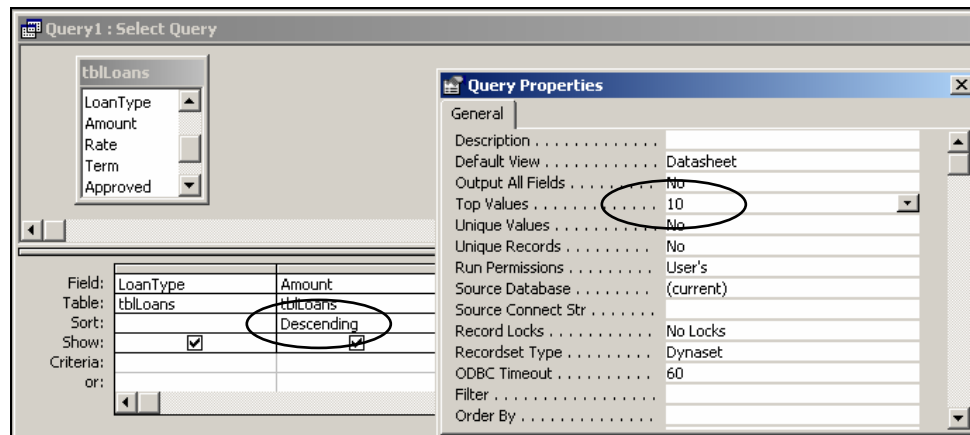 Query1 : Select Query
tblLoans
LoanType
Amount
Rate
Term
Approved
Field: LoanType Amount
Table: tblLoans tblLoans
Sort: Descending
Show:
Criteria:
or:
Query Properties
General
Description . . . . . . . . . . . . .
Default View . . . . . . . . . . . . Datasheet
Output All Fields . . . . . . . . . No
Top Values . . . . . . . . . . . . . 10
Unique Values . . . . . . . . . . . No
Unique Records . . . . . . . . . No
Run Permissions . . . . . . . . . User's
Source Database . . . . . . . . (current)
Source Connect Str . . . . . . .
Record Locks . . . . . . . . . . . No Locks
Recordset Type . . . . . . . . . Dynaset
ODBC Timeout . . . . . . . . . . 60
Filter . . . . . . . . . . . . . . . . . .
Order By . . . . . . . . . . . . . . .